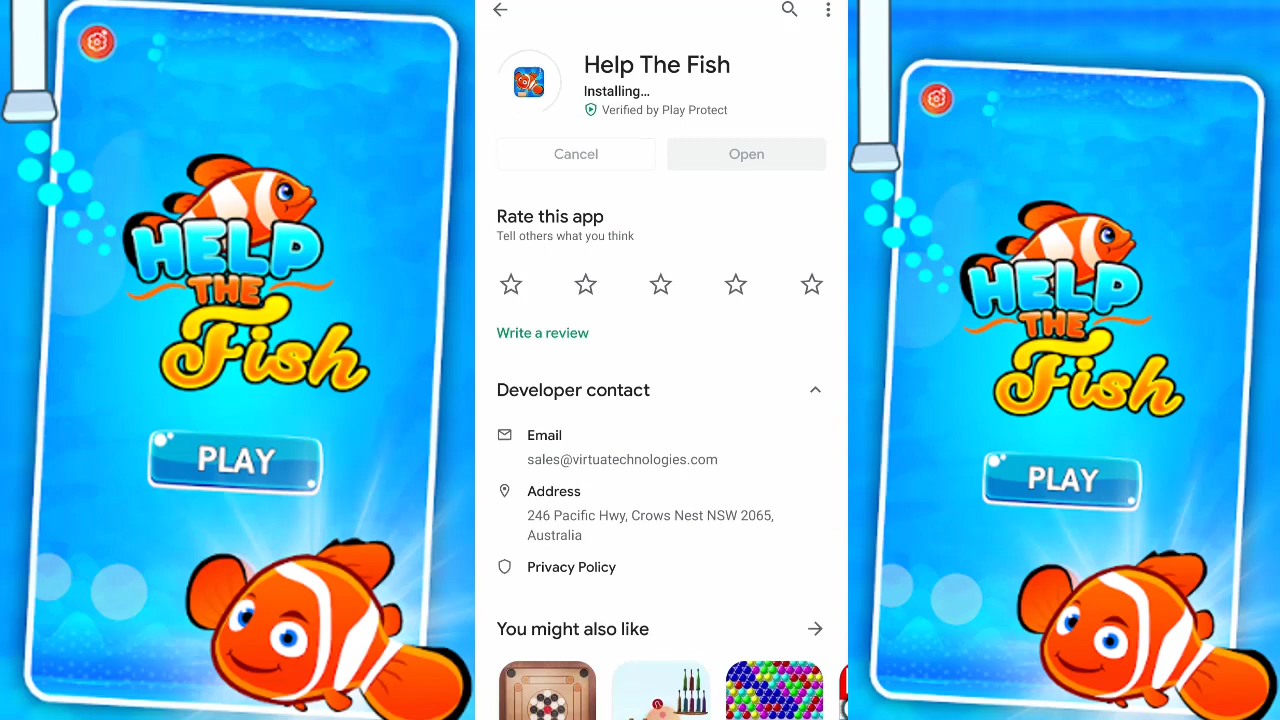 HELP
THE
Fish
PLAY
Help The Fish
Installing...
Verified by Play Protect
Cancel
Open
Rate this app
Tell others what you think
Write a review
Developer contact
Email
sales@virtuatechnologies.com
Address
246 Pacific Hwy, Crows Nest NSW 2065,
Australia
Privacy Policy
You might also like
HELP
THE
Fish
PLAY